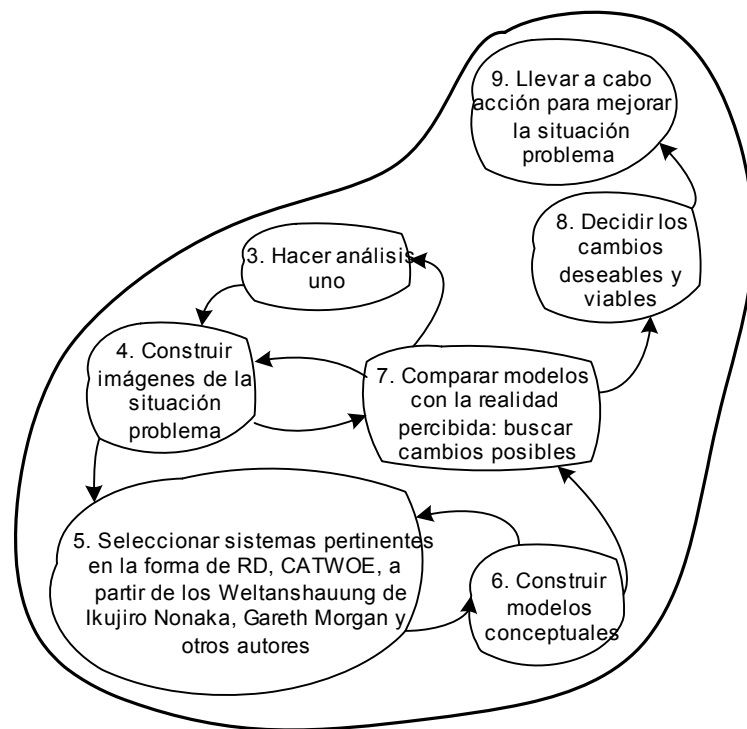 9. Llevar a cabo
acción para mejorar
la situación
problema
8. Decidir los
cambios
deseables y
viables
3. Hacer análisis
uno
4. Construir
imágenes de la
situación
problema
7. Comparar modelos
con la realidad
percibida: buscar
cambios posibles
5. Seleccionar sistemas pertinentes
en la forma de RD, CATWOE, a
partir de los Weltanshauung de
Ikujiro Nonaka, Gareth Morgan y
otros autores
6. Construir
modelos
conceptuales